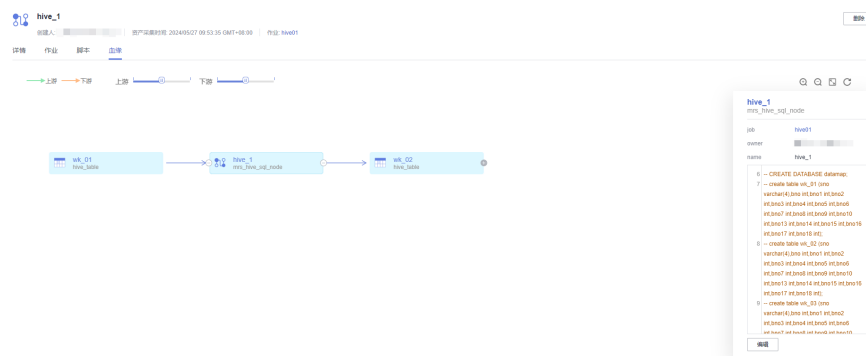 hive_1
删除
创建人:
资产采集时间: 2024/05/27 09:53:35 GMT+08:00
作业: hive01
详情 作业 脚本 血缘
上游 下游 上游 下游
hive_1
mrs_hive_sql_node
job hive01
owner
name hive_1
wk_01
hive_table
hive_1
mrs_hive_sql_node
wk_02
hive_table
6 -- CREATE DATABASE datamap;
7 -- create table wk_01 (sno
varchar(4),bno int,bno1 int,bno2
int,bno3 int,bno4 int,bno5 int,bno6
int,bno7 int,bno8 int,bno9 int,bno10
int,bno13 int,bno14 int,bno15 int,bno16
int,bno17 int,bno18 int);
8 -- create table wk_02 (sno
varchar(4),bno int,bno1 int,bno2
int,bno3 int,bno4 int,bno5 int,bno6
int,bno7 int,bno8 int,bno9 int,bno10
int,bno13 int,bno14 int,bno15 int,bno16
int,bno17 int,bno18 int);
9 -- create table wk_03 (sno
varchar(4),bno int,bno1 int,bno2
int,bno3 int,bno4 int,bno5 int,bno6
int,bno7 int,bno8 int,bno9 int,bno10
编辑